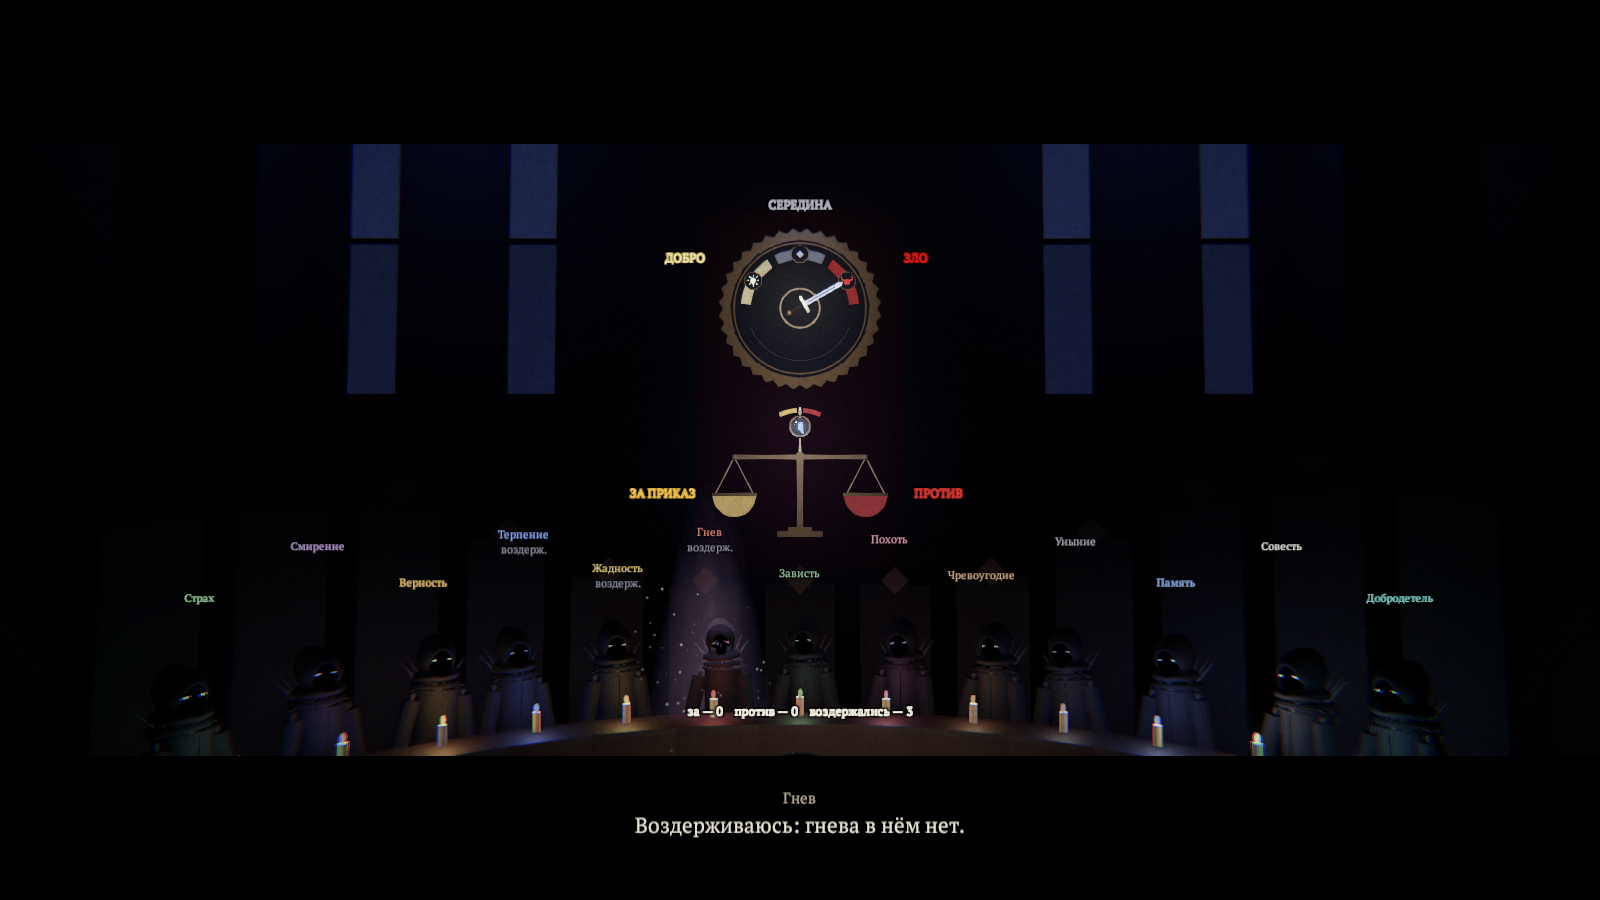 СЕРЕДИНА
ДОБРО
ЗЛО
ЗА ПРИКАЗ
ПРОТИВ
Гнев
воздерж.
Терпение
воздерж.
Похоть
Уныние
Смирение
Совесть
Жадность
воздерж.
Зависть
Чревоугодие
Верность
Память
Страх
Добродетель
за — 0 против — 0 воздержались — 3
Гнев
Воздерживаюсь: гнева в нём нет.